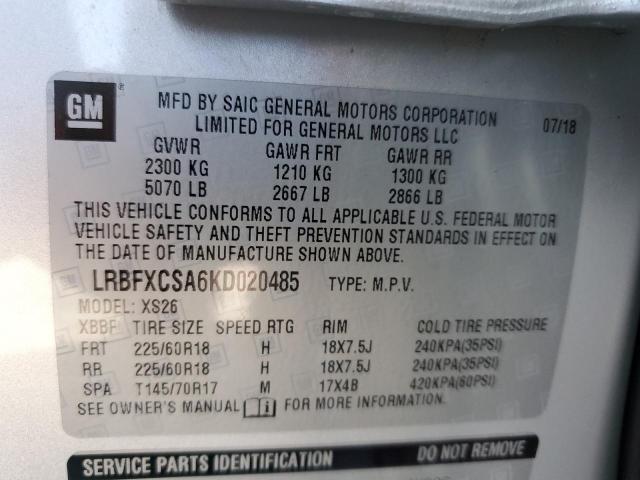 GM
MFD BY SAIC GENERAL MOTORS CORPORATION
LIMITED FOR GENERAL MOTORS LLC
07/18
GVWR GAWR FRT GAWR RR
2300 KG 1210 KG 1300 KG
5070 LB 2667 LB 2866 LB
THIS VEHICLE CONFORMS TO ALL APPLICABLE U.S. FEDERAL MOTOR
VEHICLE SAFETY AND THEFT PREVENTION STANDARDS IN EFFECT ON
THE DATE OF MANUFACTURE SHOWN ABOVE.
LRBFXCSA6KD020485 TYPE: M.P.V.
MODEL: XS26
XBBF TIRE SIZE SPEED RTG RIM COLD TIRE PRESSURE
FRT 225/60R18 H 18X7.5J 240KPA(35PSI)
RR 225/60R18 H 18X7.5J 240KPA(35PSI)
SPA T145/70R17 M 17X4B 420KPA(60PSI)
SEE OWNER'S MANUAL FOR MORE INFORMATION.
SERVICE PARTS IDENTIFICATION DO NOT REMOVE